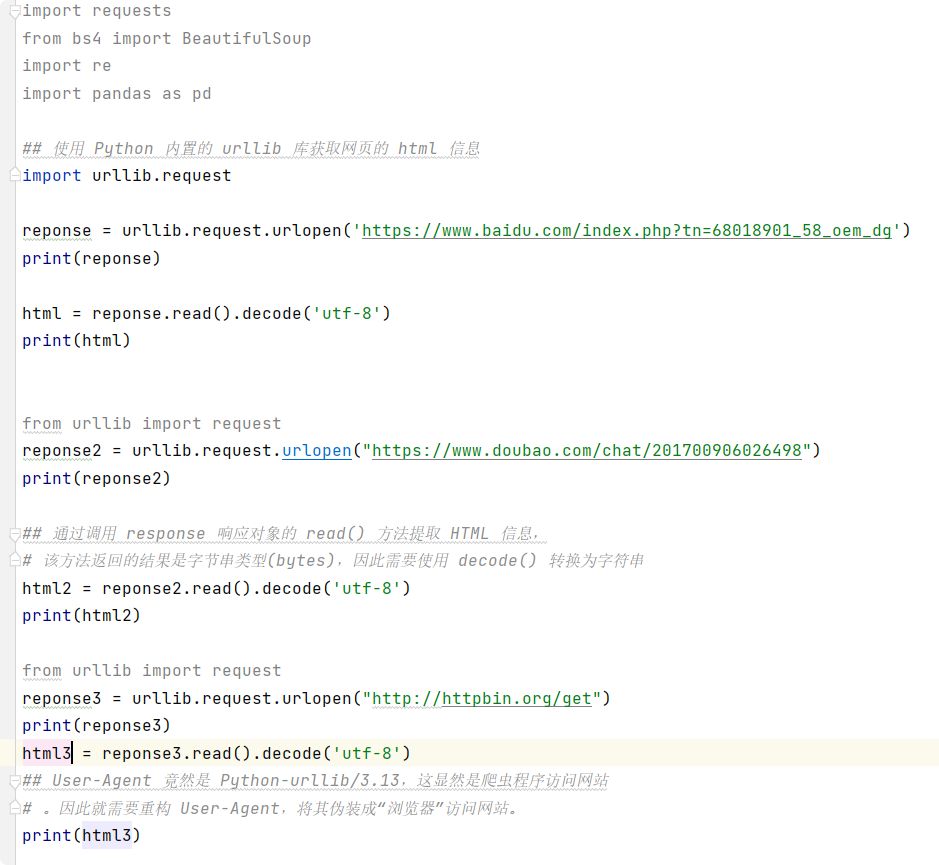 import requests
from bs4 import BeautifulSoup
import re
import pandas as pd
## 使用 Python 内置的 urllib 库获取网页的 html 信息
import urllib.request
reponse = urllib.request.urlopen('https://www.baidu.com/index.php?tn=68018901_58_oem_dg')
print(reponse)
html = reponse.read().decode('utf-8')
print(html)
from urllib import request
reponse2 = urllib.request.urlopen("https://www.doubao.com/chat/201700906026498")
print(reponse2)
## 通过调用 response 响应对象的 read() 方法提取 HTML 信息，
# 该方法返回的结果是字节串类型(bytes)，因此需要使用 decode() 转换为字符串
html2 = reponse2.read().decode('utf-8')
print(html2)
from urllib import request
reponse3 = urllib.request.urlopen("http://httpbin.org/get")
print(reponse3)
html3 = reponse3.read().decode('utf-8')
## User-Agent 竟然是 Python-urllib/3.13，这显然是爬虫程序访问网站
# 。因此就需要重构 User-Agent，将其伪装成“浏览器”访问网站。
print(html3)